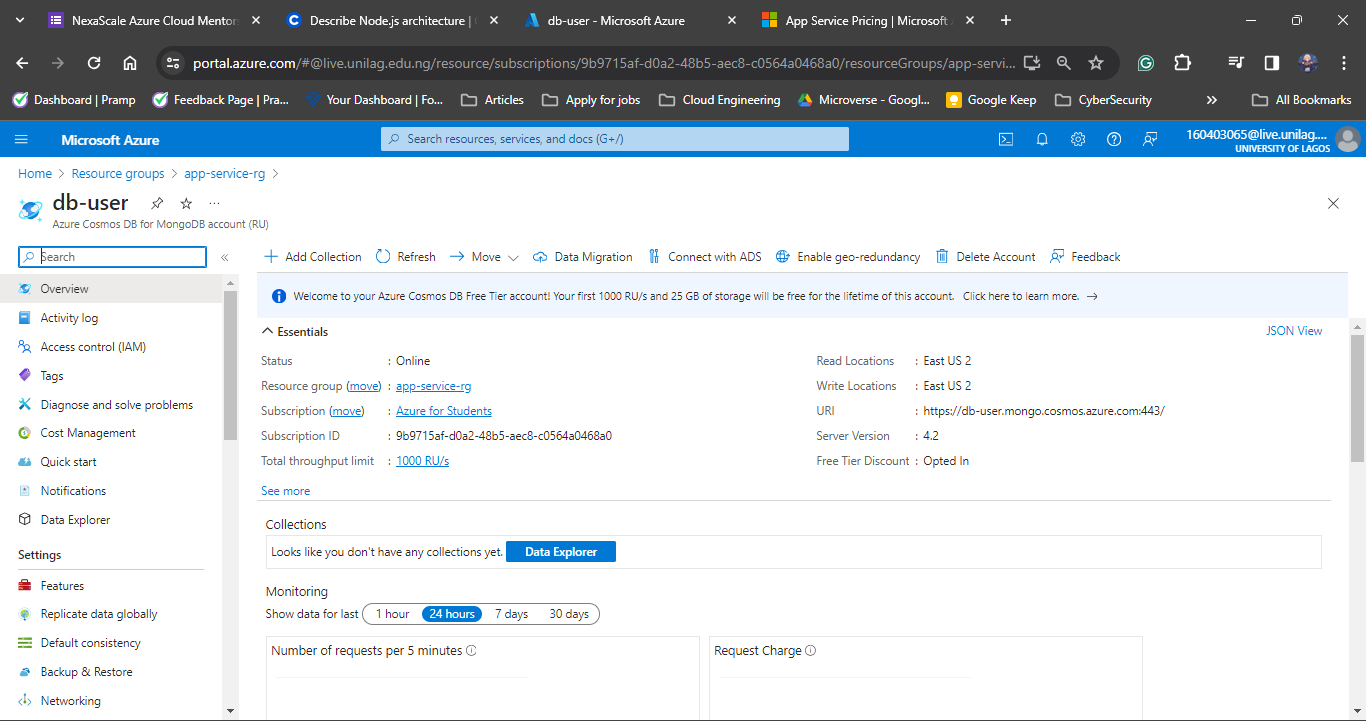 NexaScale Azure Cloud Mentor
Describe Node.js architecture |
db-user - Microsoft Azure
App Service Pricing | Microsoft
portal.azure.com/#@live.unilag.edu.ng/resource/subscriptions/9b9715af-d0a2-48b5-aec8-c0564a0468a0/resourceGroups/app-servi...
Dashboard | Pramp
Feedback Page | Pra...
Your Dashboard | Fo...
Articles
Apply for jobs
Cloud Engineering
Microverse - Googl...
Google Keep
CyberSecurity
»
All Bookmarks
Microsoft Azure
Search resources, services, and docs (G+/)
160403065@live.unilag....
UNIVERSITY OF LAGOS
Home > Resource groups > app-service-rg >
db-user
Azure Cosmos DB for MongoDB account (RU)
Search
«
Add Collection
Refresh
Move
Data Migration
Connect with ADS
Enable geo-redundancy
Delete Account
Feedback
Overview
Activity log
Access control (IAM)
Tags
Diagnose and solve problems
Cost Management
Quick start
Notifications
Data Explorer
Settings
Features
Replicate data globally
Default consistency
Backup & Restore
Networking
Welcome to your Azure Cosmos DB Free Tier account! Your first 1000 RU/s and 25 GB of storage will be free for the lifetime of this account. Click here to learn more. →
Essentials
JSON View
Status : Online
Resource group (move) : app-service-rg
Subscription (move) : Azure for Students
Subscription ID : 9b9715af-d0a2-48b5-aec8-c0564a0468a0
Total throughput limit : 1000 RU/s
See more
Read Locations : East US 2
Write Locations : East US 2
URI : https://db-user.mongo.cosmos.azure.com:443/
Server Version : 4.2
Free Tier Discount : Opted In
Collections
Looks like you don't have any collections yet. Data Explorer
Monitoring
Show data for last 1 hour 24 hours 7 days 30 days
Number of requests per 5 minutes
Request Charge